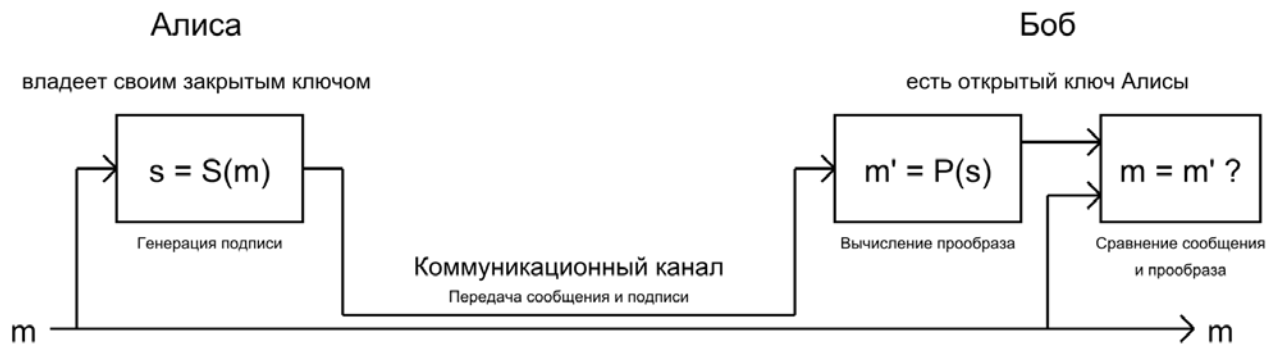 Алиса
Боб
владеет своим закрытым ключом
есть открытый ключ Алисы
s = S(m)
m' = P(s)
m = m' ?
Генерация подписи
Вычисление прообраза
Сравнение сообщения
и прообраза
Коммуникационный канал
Передача сообщения и подписи
m
m